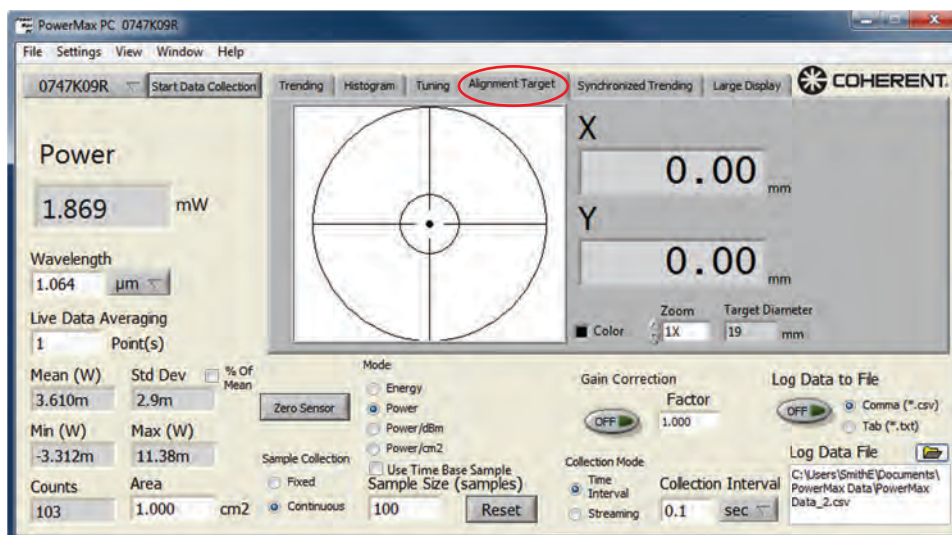 PowerMax PC 0747K09R
File Settings View Window Help
0747K09R Start Data Collection Trending Histogram Tuning Alignment Target Synchronized Trending Large Display COHERENT.
Power
1.869 mW
Wavelength
1.064 µm
Live Data Averaging
1 Point(s)
Mean (W) Std Dev % Of Mean
3.610m 2.9m
Min (W) Max (W)
-3.312m 11.38m
Counts Area
103 1.000 cm2
X
0.00 mm
Y
0.00 mm
Color
Zoom
1X
Target Diameter
19 mm
Zero Sensor
Mode
Energy
Power
Power/dBm
Power/cm2
Sample Collection
Fixed
Continuous
Use Time Base Sample
Sample Size (samples)
100 Reset
Gain Correction
OFF
Factor
1.000
Collection Mode
Time Interval
Streaming
Collection Interval
0.1 sec
Log Data to File
OFF
Comma (*.csv)
Tab (*.txt)
Log Data File
C:\Users\SmithE\Documents\
PowerMax Data\PowerMax
Data_2.csv